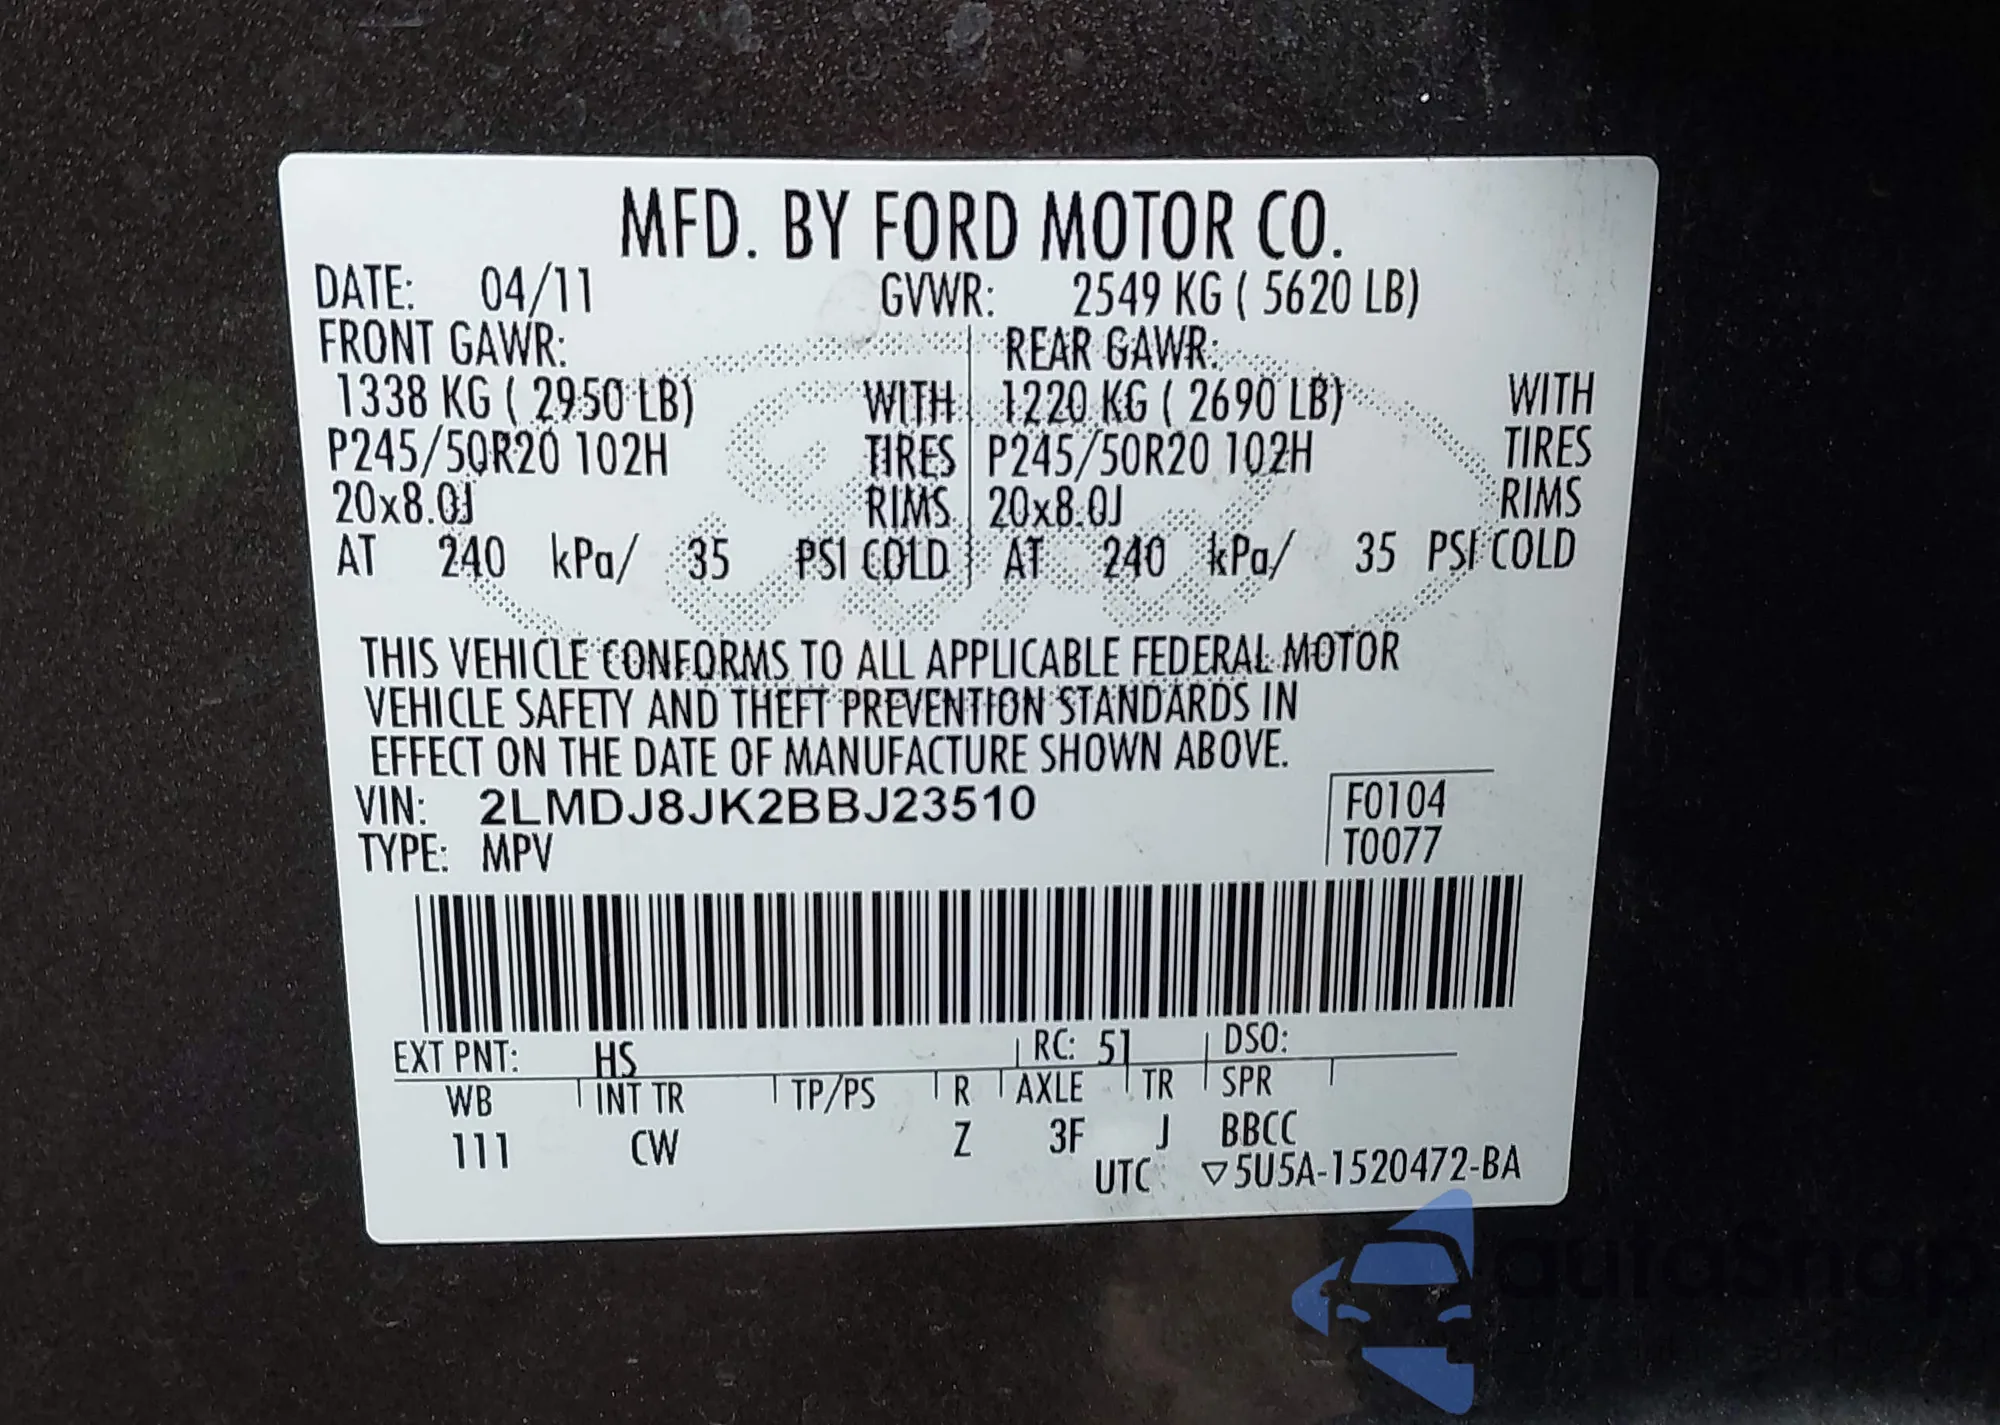 MFD. BY FORD MOTOR CO.
DATE: 04/11 GVWR: 2549 KG ( 5620 LB)
FRONT GAWR: REAR GAWR:
1338 KG ( 2950 LB) WITH 1220 KG ( 2690 LB) WITH
P245/50R20 102H TIRES P245/50R20 102H TIRES
20x8.0J RIMS 20x8.0J RIMS
AT 240 kPa/ 35 PSI COLD AT 240 kPa/ 35 PSI COLD
THIS VEHICLE CONFORMS TO ALL APPLICABLE FEDERAL MOTOR
VEHICLE SAFETY AND THEFT PREVENTION STANDARDS IN
EFFECT ON THE DATE OF MANUFACTURE SHOWN ABOVE.
VIN: 2LMDJ8JK2BBJ23510 F0104
TYPE: MPV T0077
EXT PNT: HS RC: 51 DSO:
WB INT TR TP/PS R AXLE TR SPR
111 CW Z 3F J BBCC
UTC ▽5U5A-1520472-BA
autosnap